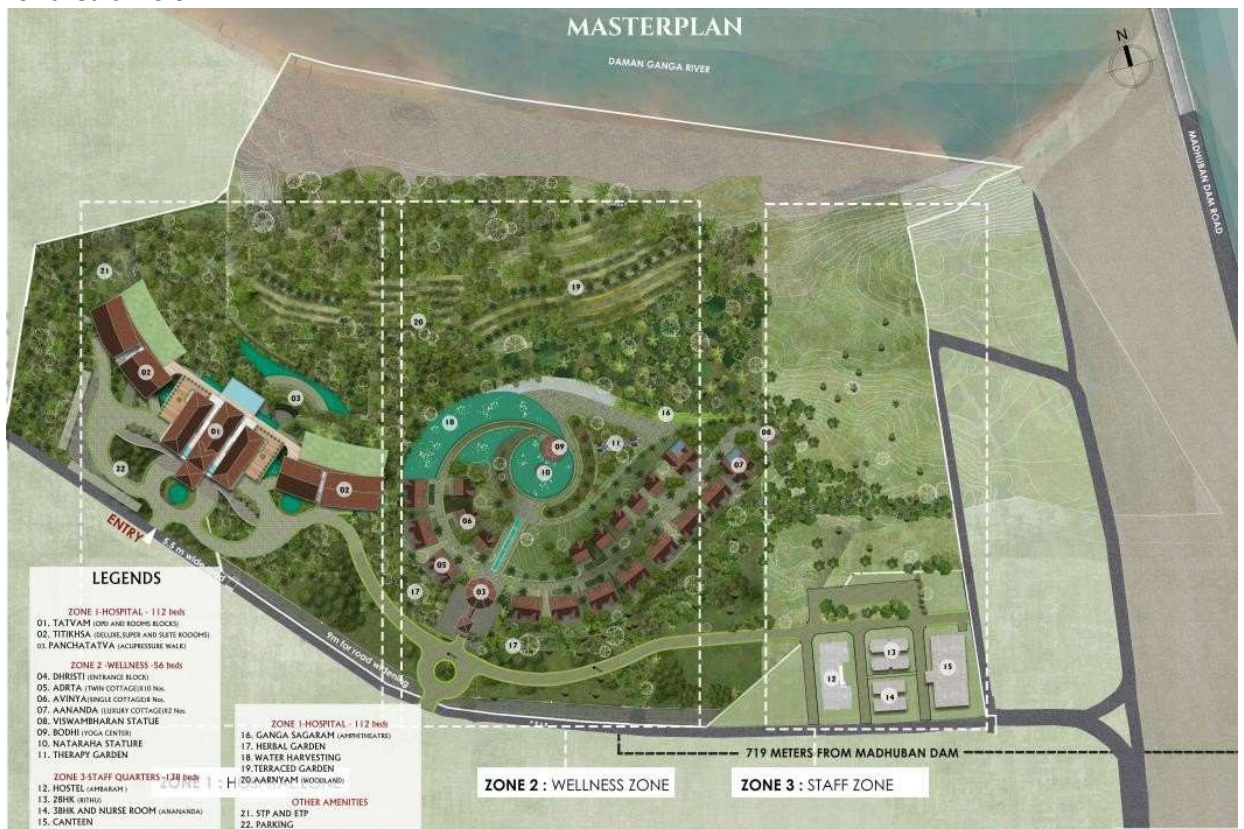 MASTERPLAN
DAMAN GANGA RIVER
N
MADHUBAN DAM ROAD
21
19
20
02
03
01
18
16
11
09
08
10
07
22
02
06
05
03
17
17
ENTRY
5.5 m
9m for road widening
13
12
15
14
719 METERS FROM MADHUBAN DAM
ZONE 2 : WELLNESS ZONE
ZONE 3 : STAFF ZONE
ZONE 1 :
LEGENDS
ZONE 1-HOSPITAL - 112 beds
01. TATVAM (OPD AND ROOMS BLOCKS)
02. TITIKHSA (DELUXE,SUPER AND SUITE ROOOMS)
03. PANCHATATVA (ACUPRESSURE WALK)
ZONE 2 -WELLNESS -56 beds
04. DHRISTI (ENTRANCE BLOCK)
05. ADRTA (TWIN COTTAGE)X10 Nos.
06. AVINYA(SINGLE COTTAGE)8 Nos.
07. AANANDA (LUXURY COTTAGE)X2 Nos.
08. VISWAMBHARAN STATUE
09. BODHI (YOGA CENTER)
10. NATARAHA STATURE
11. THERAPY GARDEN
ZONE 3-STAFF QUARTERS -138 beds
12. HOSTEL (AMBARAM )
13. 2BHK (RITHU)
14. 3BHK AND NURSE ROOM (ANANANDA)
15. CANTEEN
ZONE 1-HOSPITAL - 112 beds
16. GANGA SAGARAM (AMPHITHEATRE)
17. HERBAL GARDEN
18. WATER HARVESTING
19. TERRACED GARDEN
20. AARNYAM (WOODLAND)
OTHER AMENITIES
21. STP AND ETP
22. PARKING